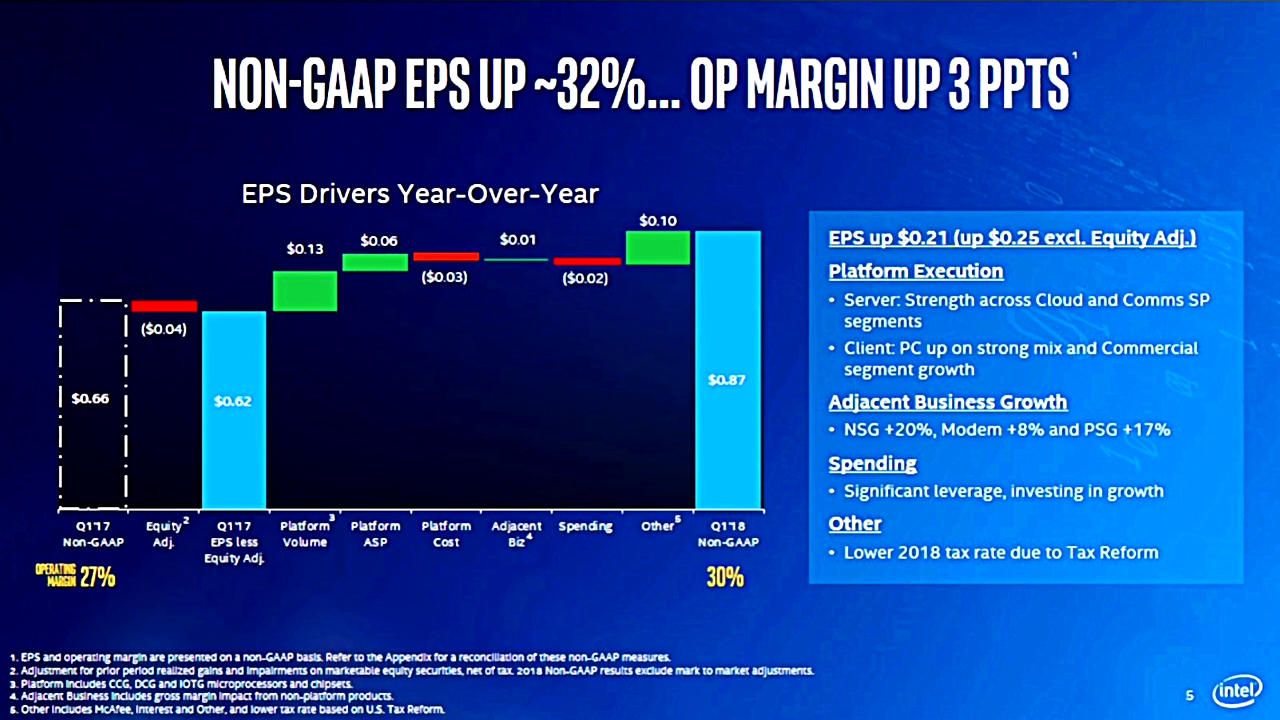 NON-GAAP EPS UP ~32%... OP MARGIN UP 3 PPTS1
EPS Drivers Year-Over-Year
$0.66
($0.04)
$0.62
$0.13
$0.06
($0.03)
$0.01
($0.02)
$0.10
$0.87
Q1'17
Non-GAAP
Equity2
Adj.
Q1'17
EPS less
Equity Adj.
Platform3
Volume
Platform
ASP
Platform
Cost
Adjacent
Biz4
Spending
Other5
Q1'18
Non-GAAP
OPERATING
MARGIN 27%
30%
EPS up $0.21 (up $0.25 excl. Equity Adj.)
Platform Execution
• Server: Strength across Cloud and Comms SP
segments
• Client: PC up on strong mix and Commercial
segment growth
Adjacent Business Growth
• NSG +20%, Modem +8% and PSG +17%
Spending
• Significant leverage, investing in growth
Other
• Lower 2018 tax rate due to Tax Reform
1. EPS and operating margin are presented on a non-GAAP basis. Refer to the Appendix for a reconciliation of these non-GAAP measures.
2. Adjustment for prior period realized gains and impairments on marketable equity securities, net of tax. 2018 Non-GAAP results exclude mark to market adjustments.
3. Platform includes CCG, DCG and IOTG microprocessors and chipsets.
4. Adjacent Business includes gross margin impact from non-platform products.
5. Other includes McAfee, Interest and Other, and lower tax rate based on U.S. Tax Reform.
5
intel